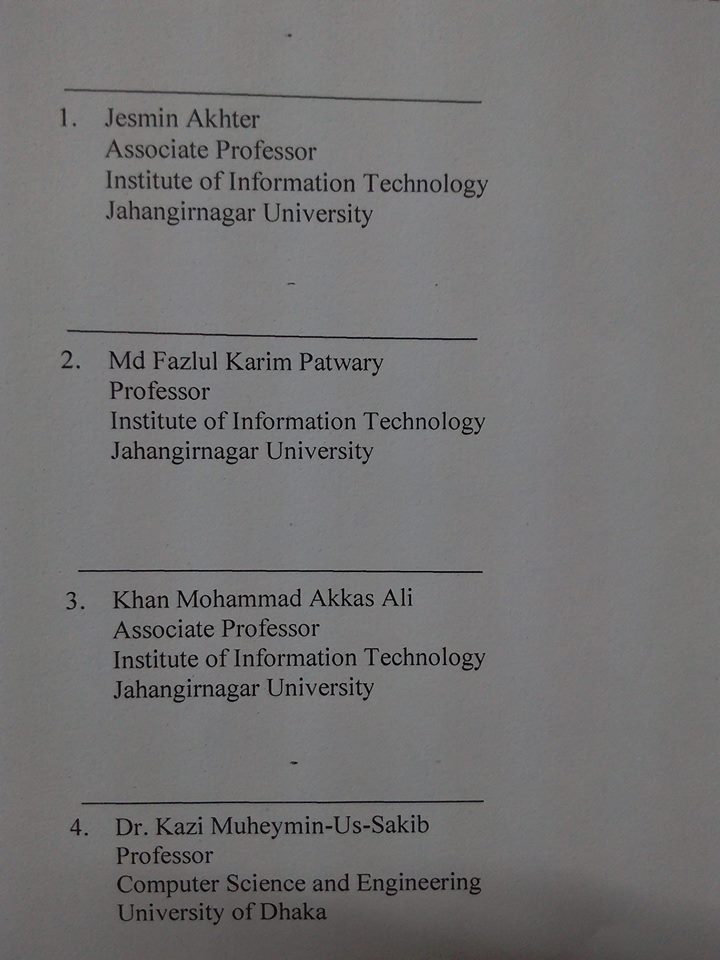 1. Jesmin Akhter
Associate Professor
Institute of Information Technology
Jahangirnagar University
2. Md Fazlul Karim Patwary
Professor
Institute of Information Technology
Jahangirnagar University
3. Khan Mohammad Akkas Ali
Associate Professor
Institute of Information Technology
Jahangirnagar University
4. Dr. Kazi Muheymin-Us-Sakib
Professor
Computer Science and Engineering
University of Dhaka